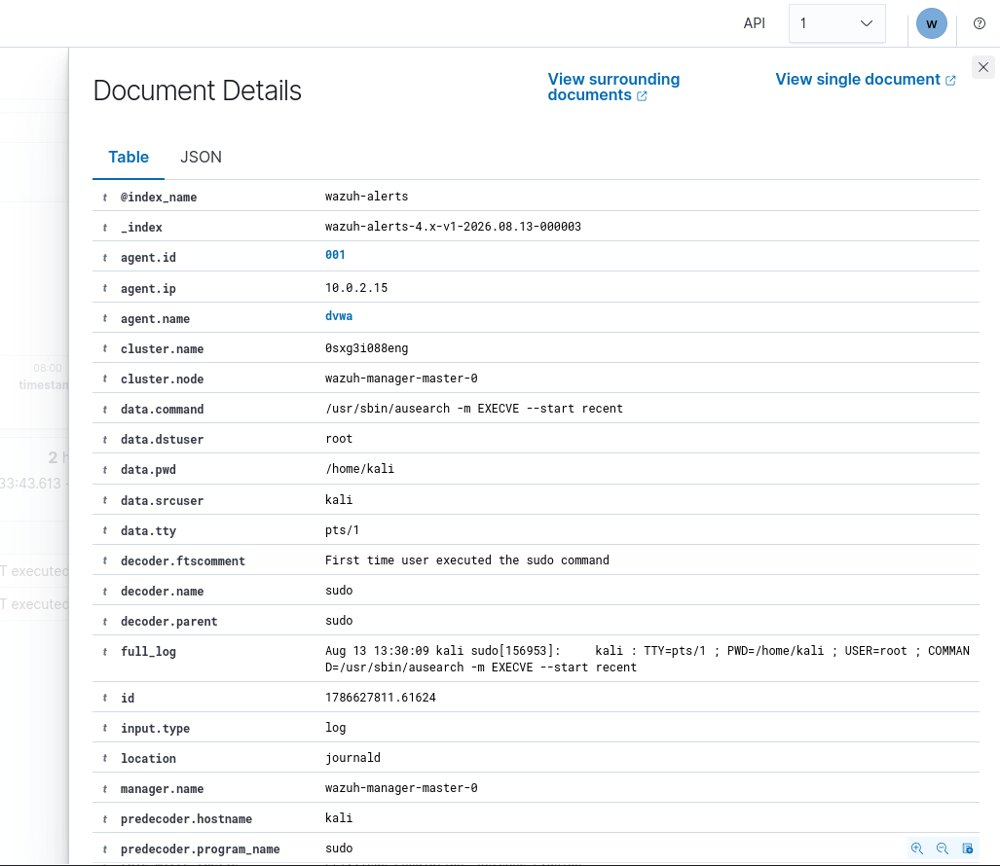 API 1 w
Document Details
View surrounding
documents
View single document
Table JSON
t @index_name wazuh-alerts
t _index wazuh-alerts-4.x-v1-2026.08.13-000003
t agent.id 001
t agent.ip 10.0.2.15
t agent.name dvwa
t cluster.name 0sxg3i088eng
t cluster.node wazuh-manager-master-0
t data.command /usr/sbin/ausearch -m EXECVE --start recent
t data.dstuser root
t data.pwd /home/kali
t data.srcuser kali
t data.tty pts/1
t decoder.ftscomment First time user executed the sudo command
t decoder.name sudo
t decoder.parent sudo
t full_log Aug 13 13:30:09 kali sudo[156953]:     kali : TTY=pts/1 ; PWD=/home/kali ; USER=root ; COMMAN
D=/usr/sbin/ausearch -m EXECVE --start recent
t id 1786627811.61624
t input.type log
t location journald
t manager.name wazuh-manager-master-0
t predecoder.hostname kali
t predecoder.program_name sudo
08:00
timestan
2 h
33:43.613 -
T executed
T executed